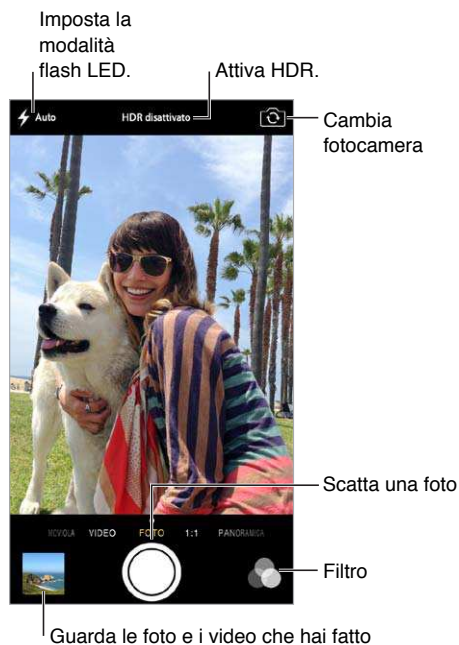 Imposta la
modalità
flash LED.
Attiva HDR.
Auto
HDR disattivato
Cambia
fotocamera
Scatta una foto
MOVIOLA VIDEO FOTO 1:1 PANORAMICA
Filtro
Guarda le foto e i video che hai fatto